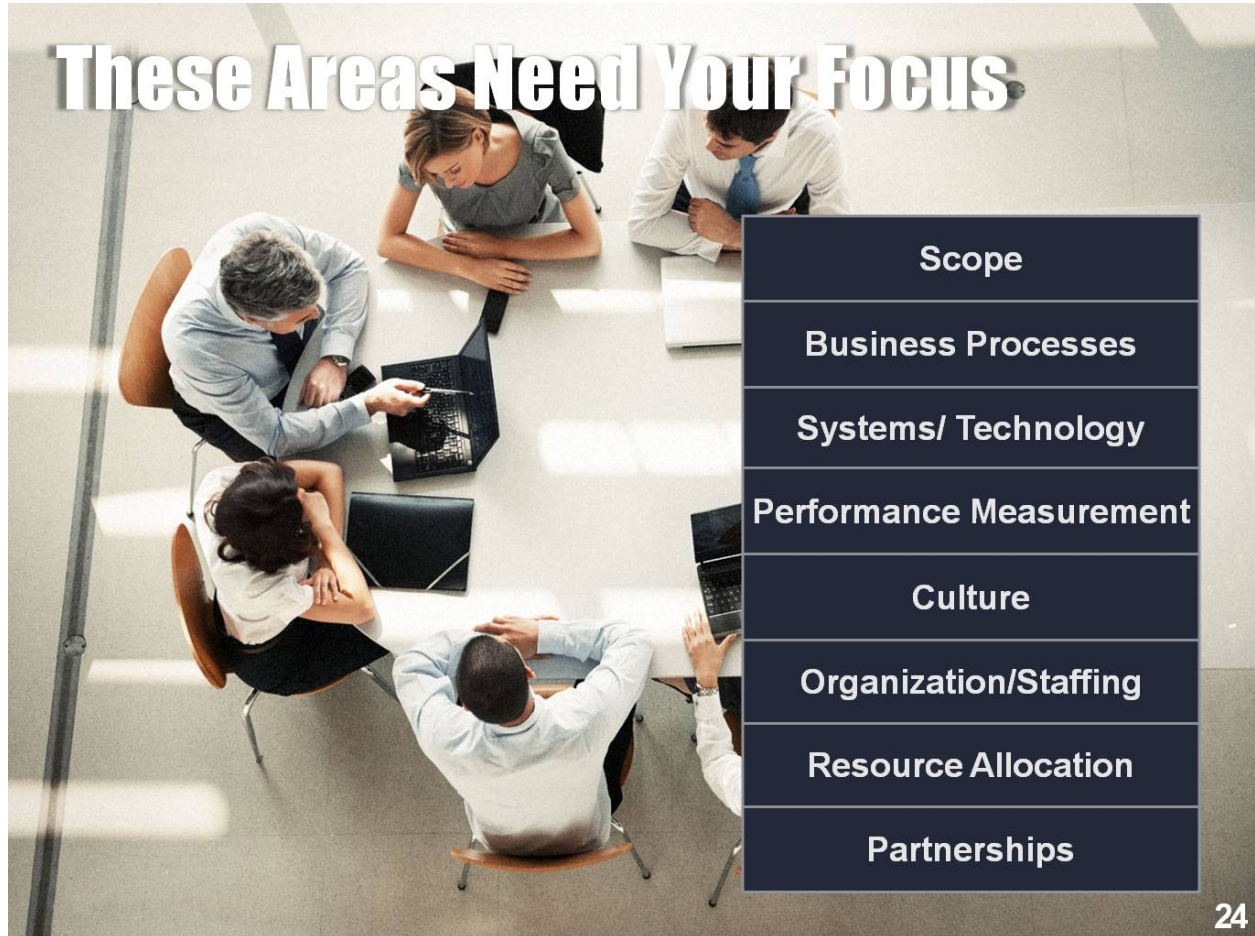 These Areas Need Your Focus
Scope
Business Processes
Systems/ Technology
Performance Measurement
Culture
Organization/Staffing
Resource Allocation
Partnerships
24